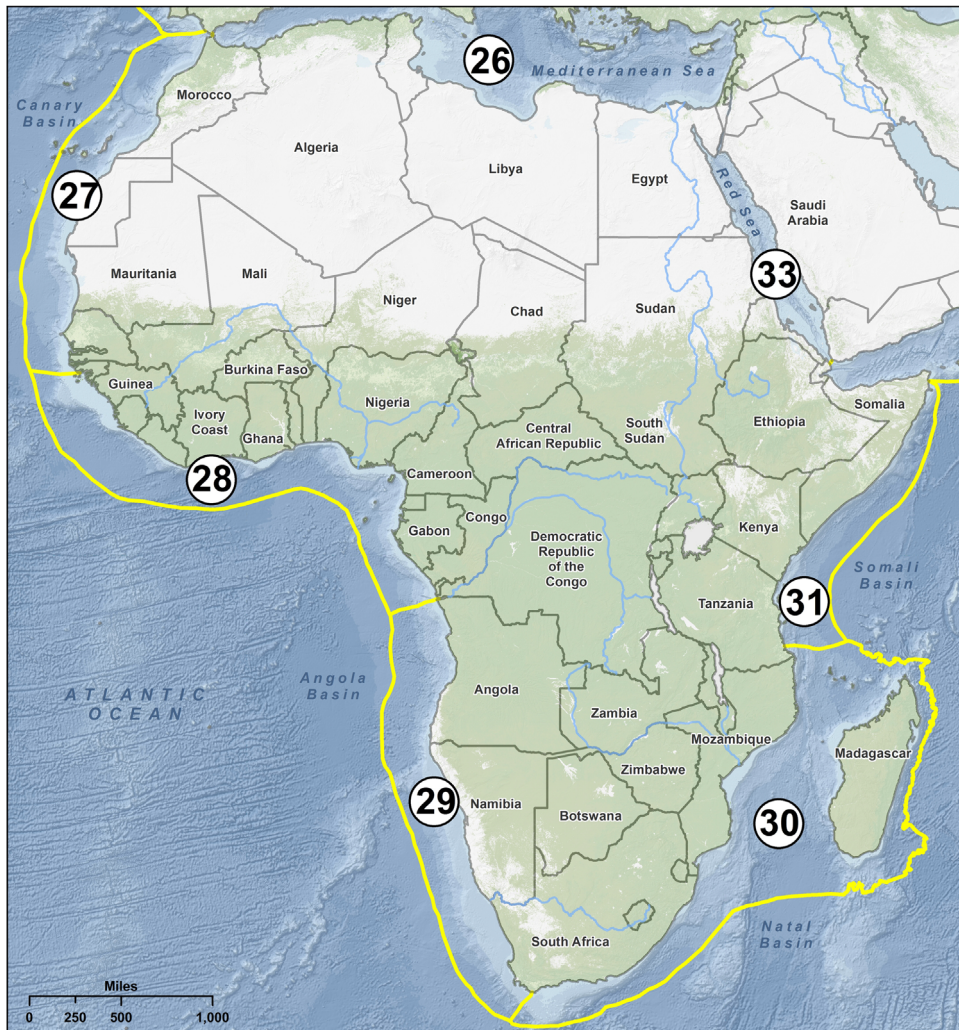 26
Mediterranean Sea
Canary
Basin
Morocco
Algeria
Libya
Egypt
27
Red Sea
Saudi
Arabia
Mauritania
Mali
Niger
Chad
Sudan
33
Guinea
Burkina Faso
Nigeria
Ivory
Coast
Ghana
28
Cameroon
Central
African Republic
South
Sudan
Ethiopia
Somalia
Gabon
Congo
Democratic
Republic
of the
Congo
Kenya
Somali
Basin
Tanzania
31
ATLANTIC
OCEAN
Angola
Basin
Angola
Zambia
Mozambique
Madagascar
Zimbabwe
29
Namibia
Botswana
30
South Africa
Natal
Basin
Miles
0 250 500 1,000